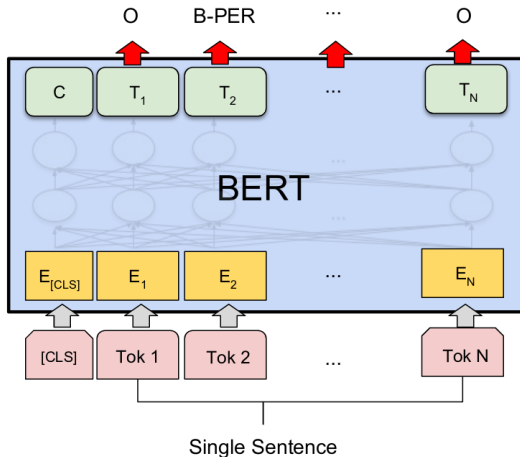 O B-PER ... O
C T1 T2 ... TN
...
BERT
...
E[CLS] E1 E2 ... EN
[CLS] Tok 1 Tok 2 ... Tok N
Single Sentence